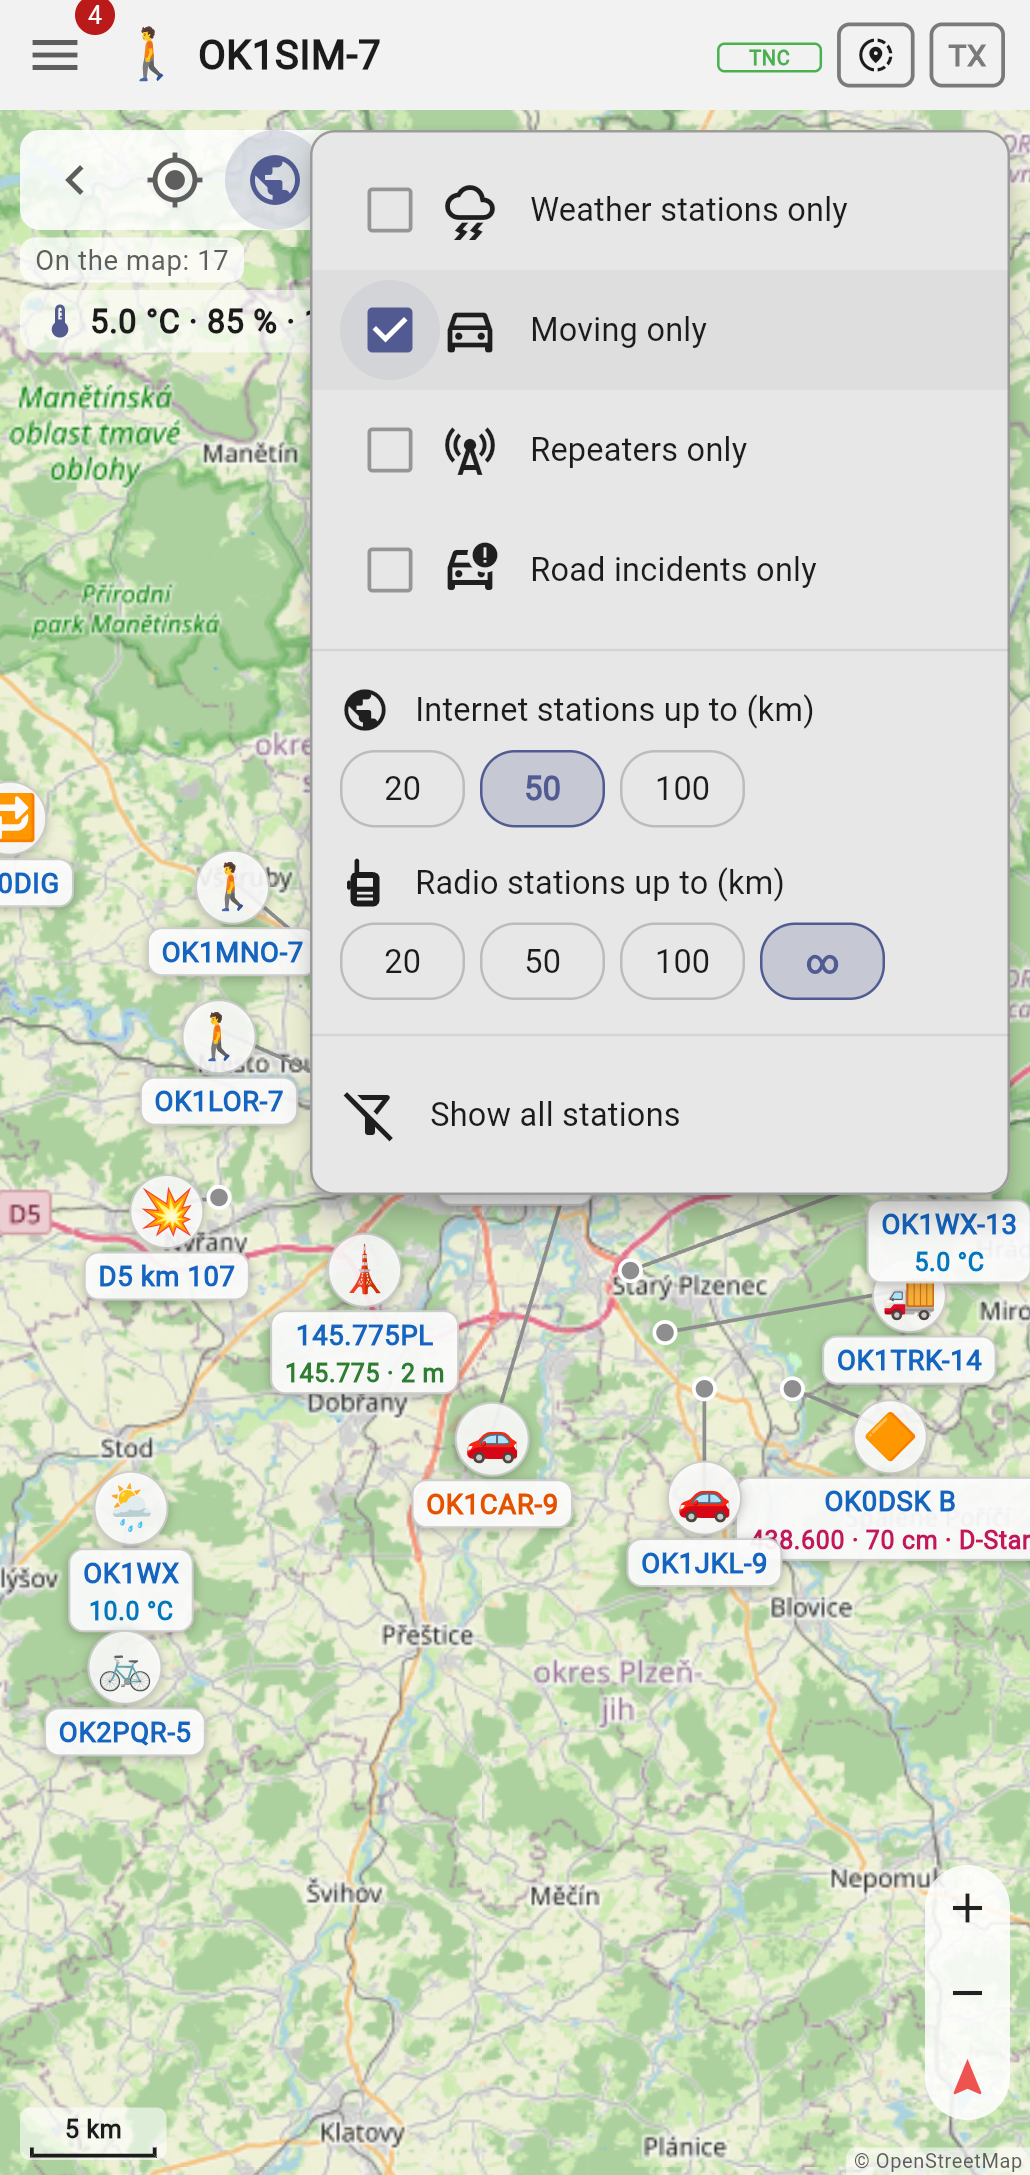 4
OK1SIM-7
TNC
TX
On the map: 17
5.0 °C · 85 % ·
Weather stations only
Moving only
Repeaters only
Road incidents only
Internet stations up to (km)
20
50
100
Radio stations up to (km)
20
50
100
∞
Show all stations
Manětínská
oblast tmavé
oblohy
Manětín
Přírodní
park Manětínská
okre
0DIG
OK1MNO-7
OK1LOR-7
D5
D5 km 107
145.775PL
145.775 · 2 m
Starý Plzenec
OK1WX-13
5.0 °C
Miro
OK1TRK-14
Dobřany
Stod
OK1CAR-9
OK0DSK B
438.600 · 70 cm · D-Star
OK1JKL-9
OK1WX
10.0 °C
lýšov
Blovice
Přeštice
okres Plzeň-
jih
OK2PQR-5
Nepomuk
Švihov
Měčín
+
−
5 km
Klatovy
Plánice
© OpenStreetMap